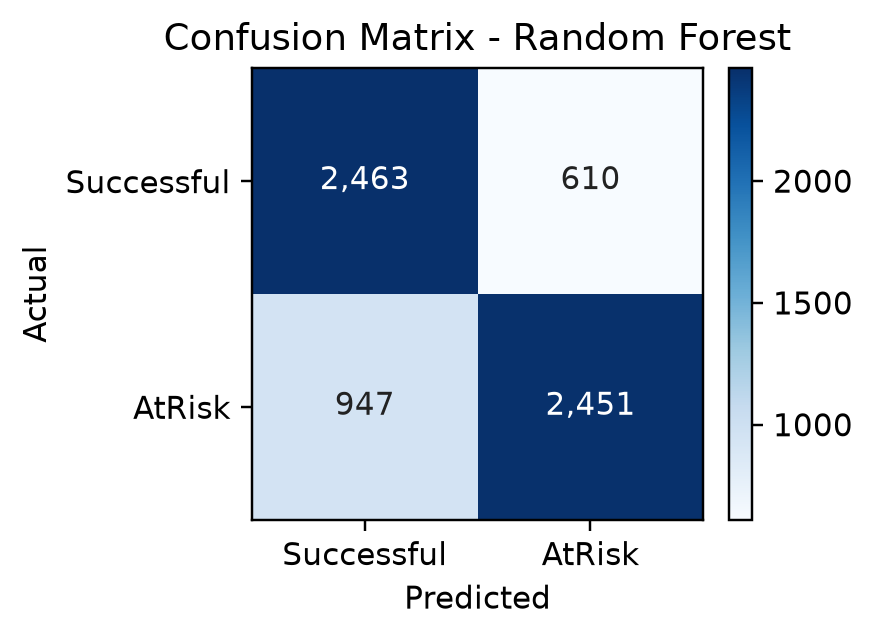 Confusion Matrix - Random Forest
Actual
Successful
AtRisk
2,463
610
947
2,451
2000
1500
1000
Successful
AtRisk
Predicted